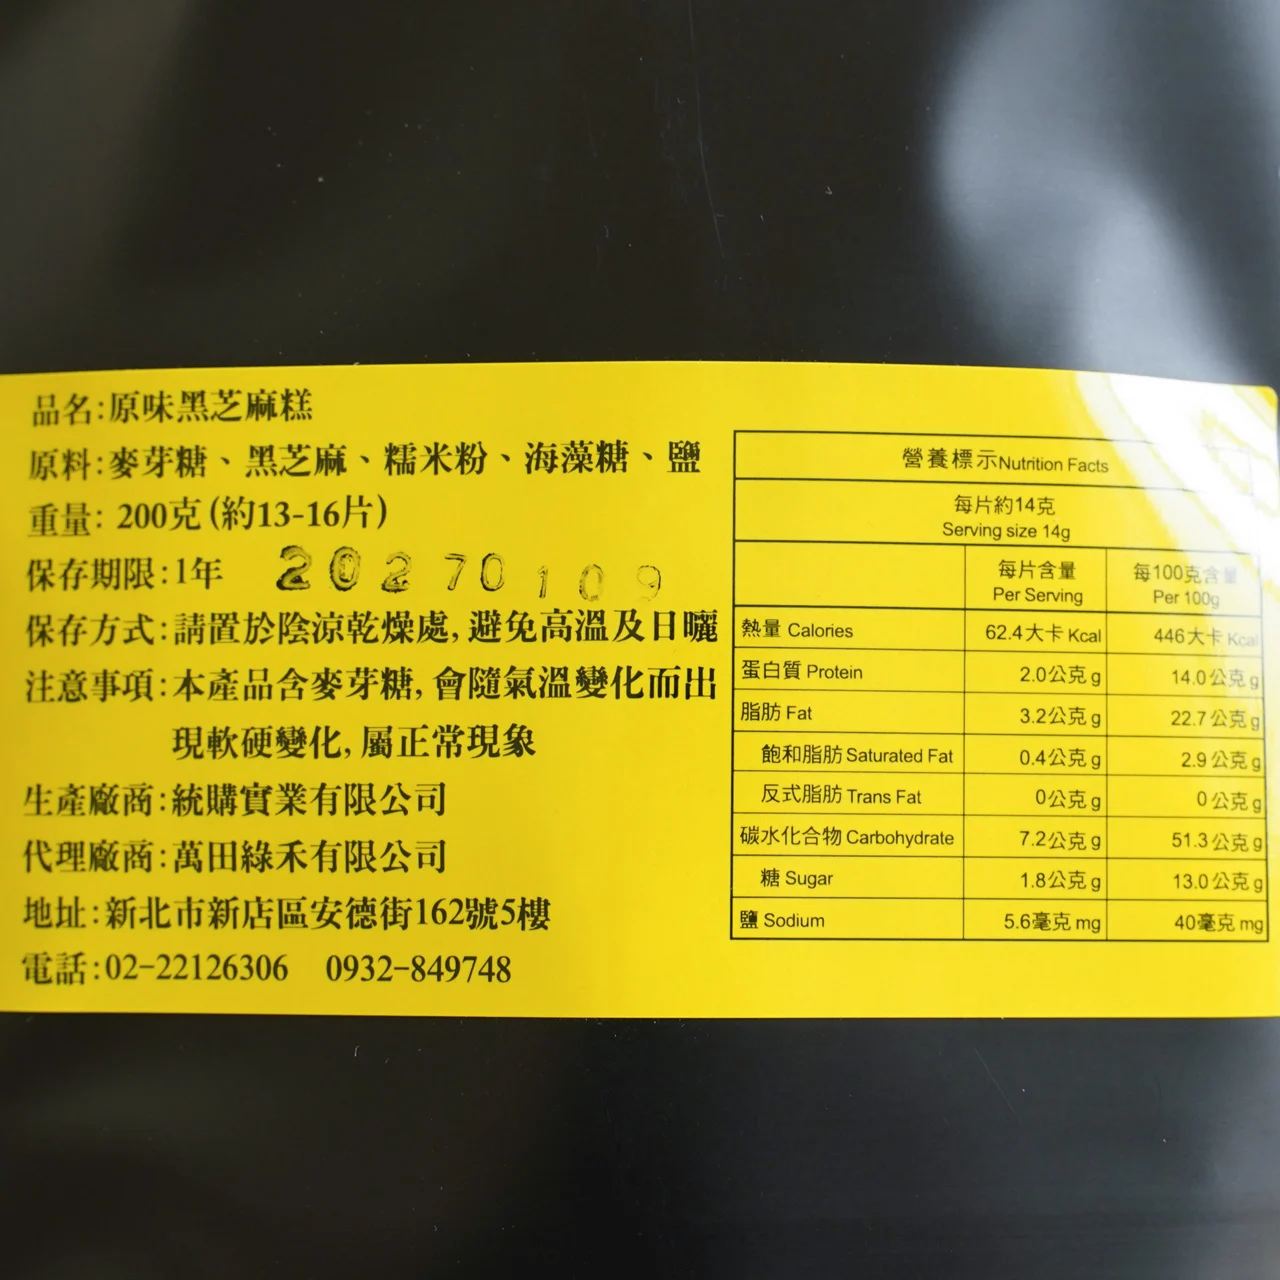 品名:原味黑芝麻糕
原料:麥芽糖、黑芝麻、糯米粉、海藻糖、鹽
重量: 200克(約13-16片)
保存期限:1年 20270109
保存方式:請置於陰涼乾燥處,避免高溫及日曬
注意事項:本產品含麥芽糖,會隨氣溫變化而出
現軟硬變化,屬正常現象
生產廠商:統購實業有限公司
代理廠商:萬田綠禾有限公司
地址:新北市新店區安德街162號5樓
電話:02-22126306 0932-849748
營養標示Nutrition Facts
每片約14克
Serving size 14g
每片含量 每100克含量
Per Serving Per 100g
熱量 Calories 62.4大卡 Kcal 446大卡 Kcal
蛋白質 Protein 2.0公克 g 14.0公克 g
脂肪 Fat 3.2公克 g 22.7公克 g
飽和脂肪 Saturated Fat 0.4公克 g 2.9公克 g
反式脂肪 Trans Fat 0公克 g 0公克 g
碳水化合物 Carbohydrate 7.2公克 g 51.3公克 g
糖 Sugar 1.8公克 g 13.0公克 g
鹽 Sodium 5.6毫克 mg 40毫克 mg